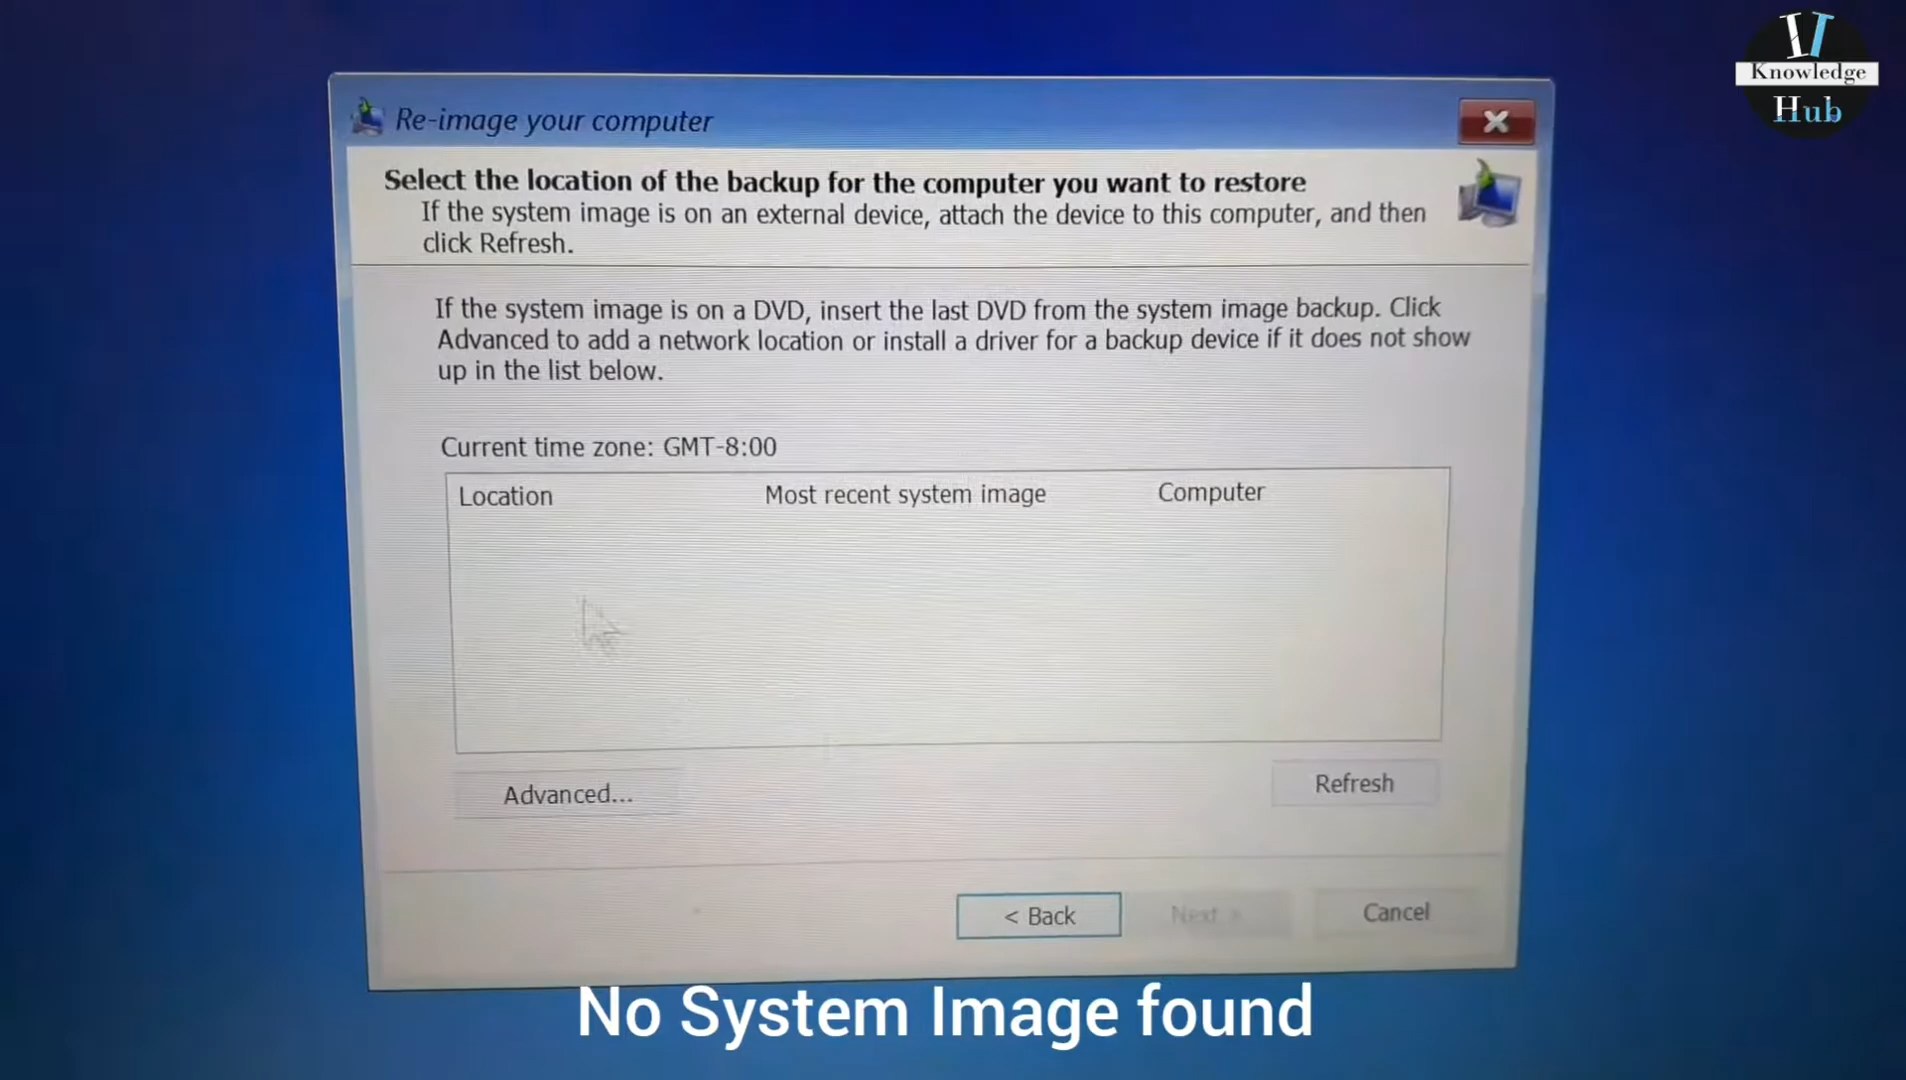 IT
Knowledge
Hub
Re-image your computer
Select the location of the backup for the computer you want to restore
If the system image is on an external device, attach the device to this computer, and then
click Refresh.
If the system image is on a DVD, insert the last DVD from the system image backup. Click
Advanced to add a network location or install a driver for a backup device if it does not show
up in the list below.
Current time zone: GMT-8:00
Location Most recent system image Computer
Advanced... Refresh
< Back Next > Cancel
No System Image found